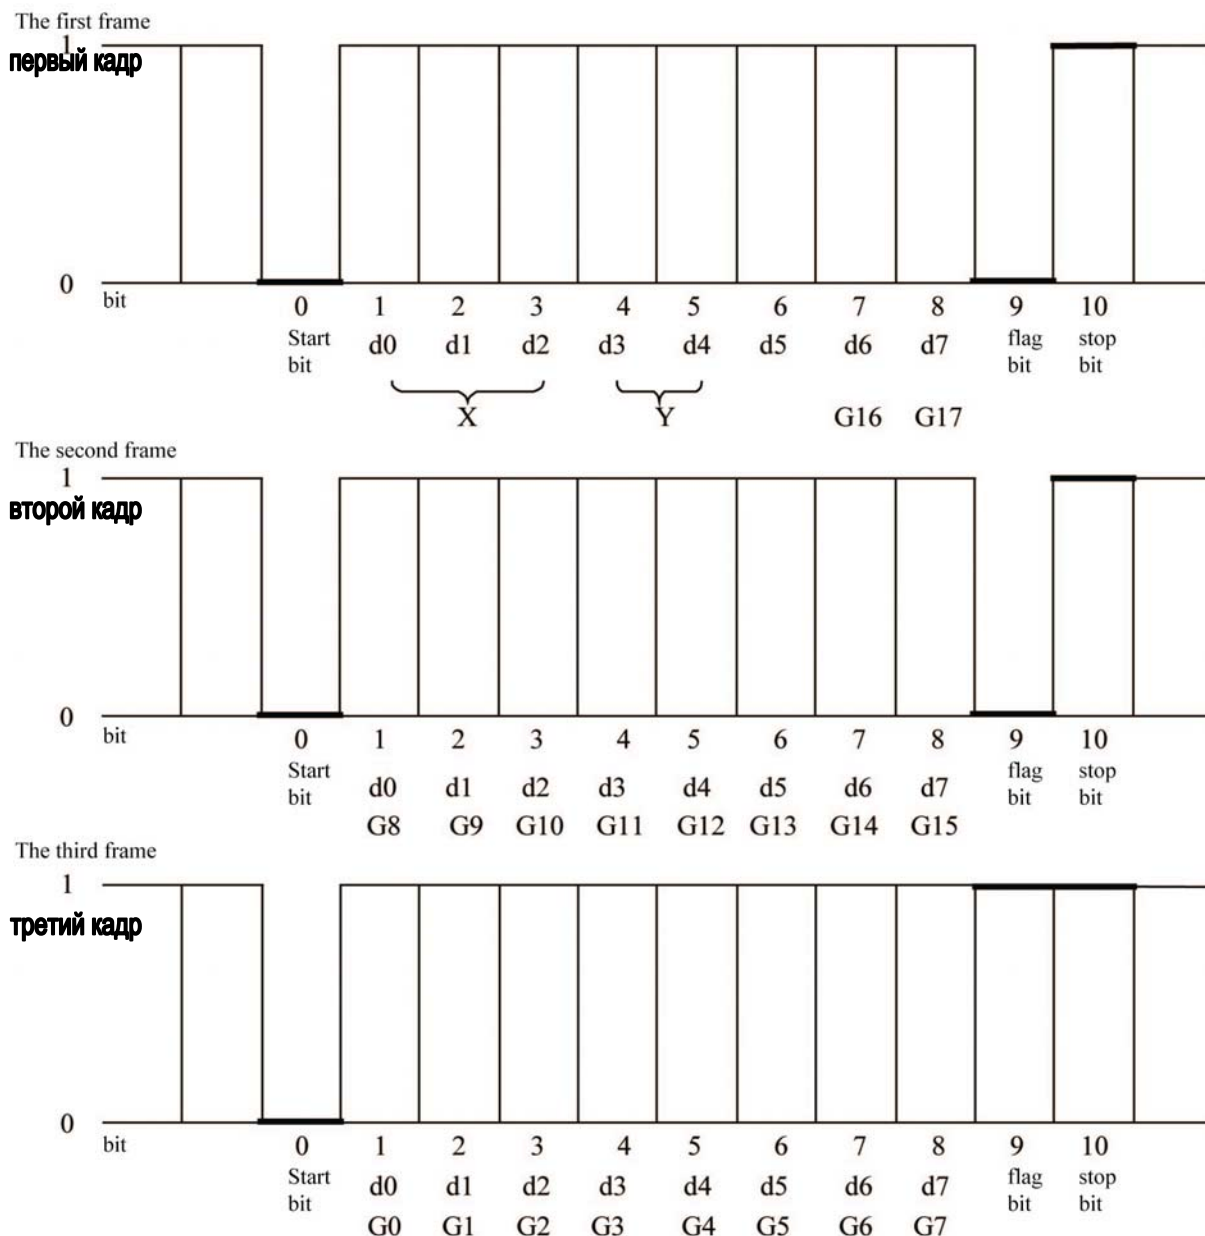 The first frame
1
первый кадр
0
bit
0 1 2 3 4 5 6 7 8 9 10
Start bit d0 d1 d2 d3 d4 d5 d6 d7 flag bit stop bit
X Y G16 G17
The second frame
1
второй кадр
0
bit
0 1 2 3 4 5 6 7 8 9 10
Start bit d0 d1 d2 d3 d4 d5 d6 d7 flag bit stop bit
G8 G9 G10 G11 G12 G13 G14 G15
The third frame
1
третий кадр
0
bit
0 1 2 3 4 5 6 7 8 9 10
Start bit d0 d1 d2 d3 d4 d5 d6 d7 flag bit stop bit
G0 G1 G2 G3 G4 G5 G6 G7